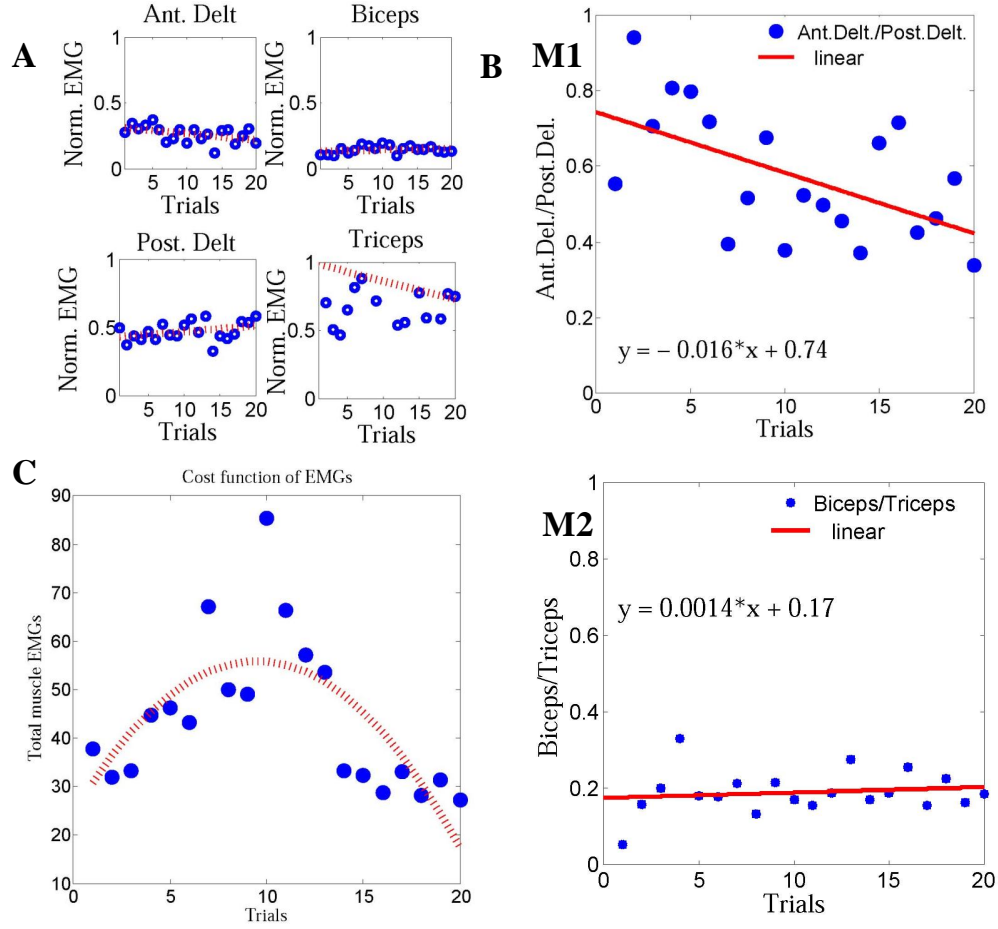 A
Ant. Delt
Norm. EMG
1
0.5
0
5 10 15 20
Trials
Biceps
Norm. EMG
1
0.5
0
5 10 15 20
Trials
Post. Delt
Norm. EMG
1
0.5
0
5 10 15 20
Trials
Triceps
Norm. EMG
1
0.5
0
5 10 15 20
Trials
B
M1
Ant.Delt./Post.Delt.
linear
Ant.Del./Post.Del.
1
0.8
0.6
0.4
0.2
0
y = − 0.016*x + 0.74
0 5 10 15 20
Trials
C
Cost function of EMGs
Total muscle EMGs
90
80
70
60
50
40
30
20
10
0 5 10 15 20
Trials
M2
Biceps/Triceps
linear
y = 0.0014*x + 0.17
Biceps/Triceps
1
0.8
0.6
0.4
0.2
0
0 5 10 15 20
Trials